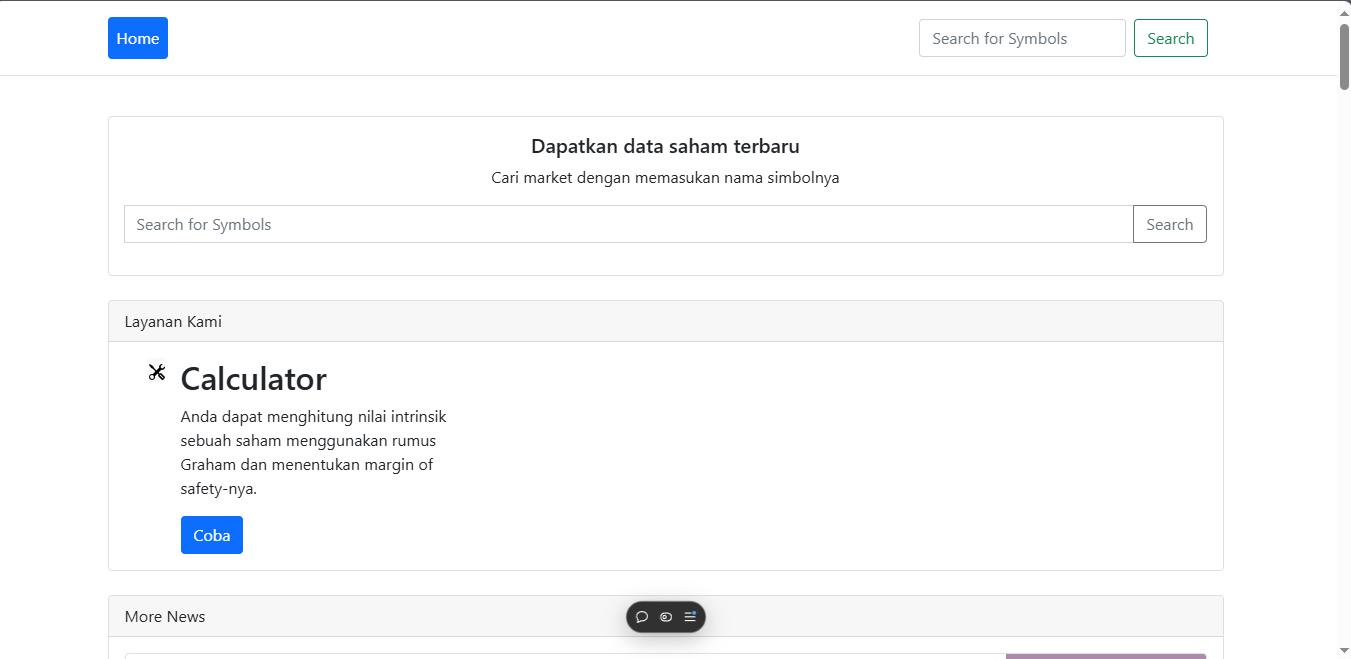 Home
Search for Symbols
Search
Dapatkan data saham terbaru
Cari market dengan memasukan nama simbolnya
Search for Symbols
Search
Layanan Kami
Calculator
Anda dapat menghitung nilai intrinsik
sebuah saham menggunakan rumus
Graham dan menentukan margin of
safety-nya.
Coba
More News